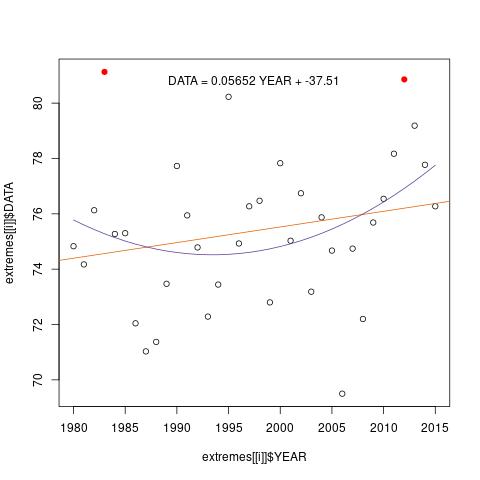 DATA = 0.05652 YEAR + -37.51
extremes[[i]]$DATA
80
78
76
74
72
70
1980 1985 1990 1995 2000 2005 2010 2015
extremes[[i]]$YEAR